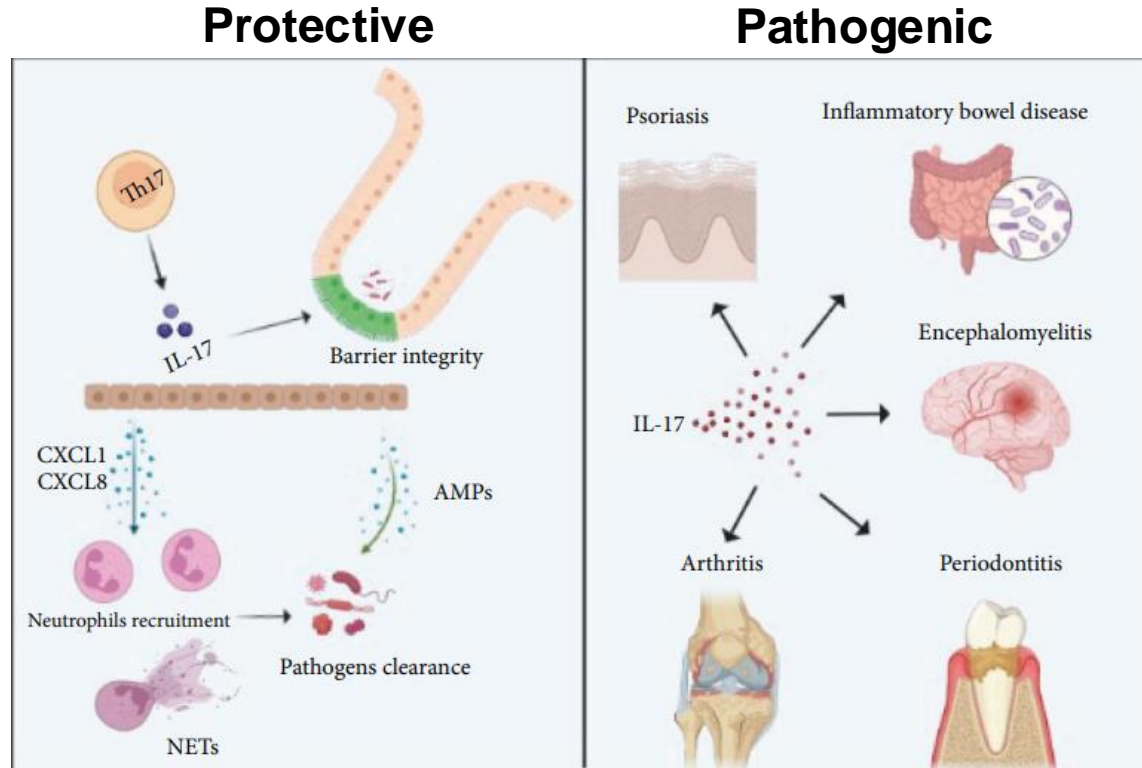 Protective
Th17
IL-17
Barrier integrity
CXCL1
CXCL8
AMPs
Neutrophils recruitment
Pathogens clearance
NETs
Pathogenic
Psoriasis
Inflammatory bowel disease
Encephalomyelitis
IL-17
Arthritis
Periodontitis